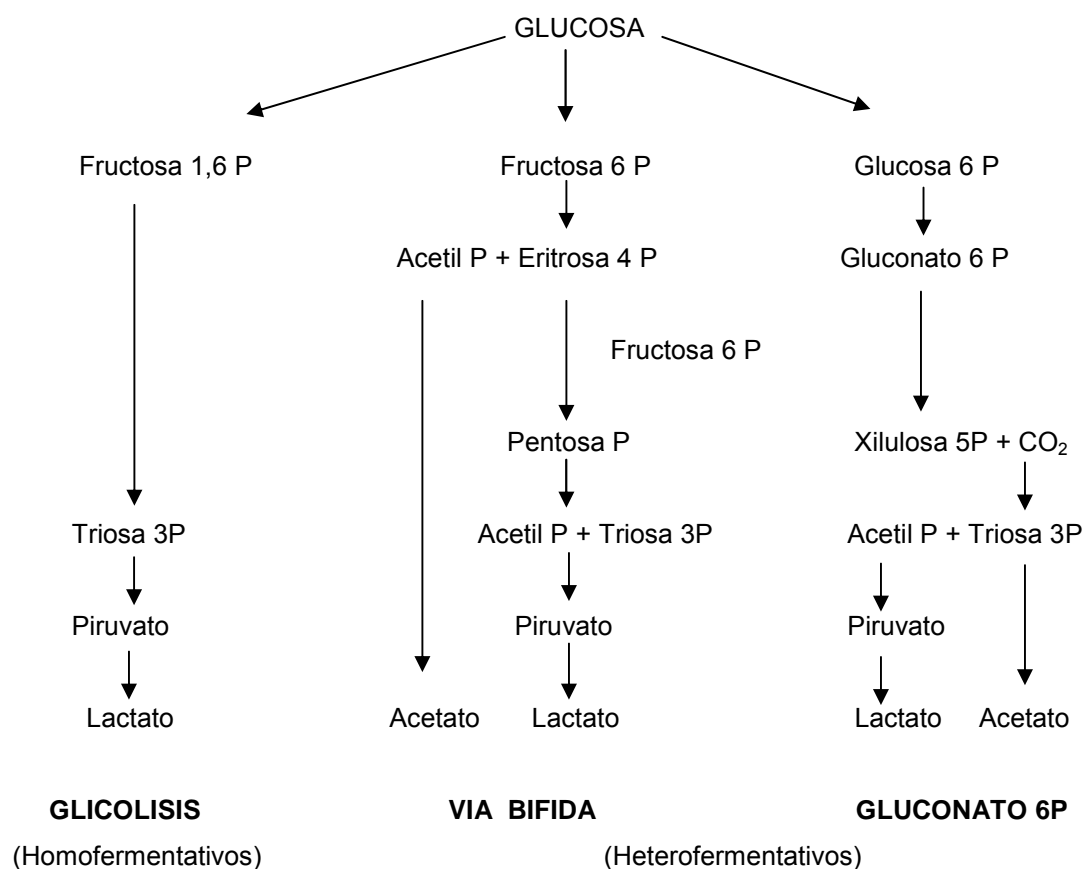 GLUCOSA
Fructosa 1,6 P Fructosa 6 P Glucosa 6 P
Acetil P + Eritrosa 4 P Gluconato 6 P
Fructosa 6 P
Pentosa P Xilulosa 5P + CO₂
Triosa 3P Acetil P + Triosa 3P Acetil P + Triosa 3P
Piruvato Piruvato Piruvato
Lactato Acetato Lactato Lactato Acetato
GLICOLISIS VIA BIFIDA GLUCONATO 6P
(Homofermentativos) (Heterofermentativos)